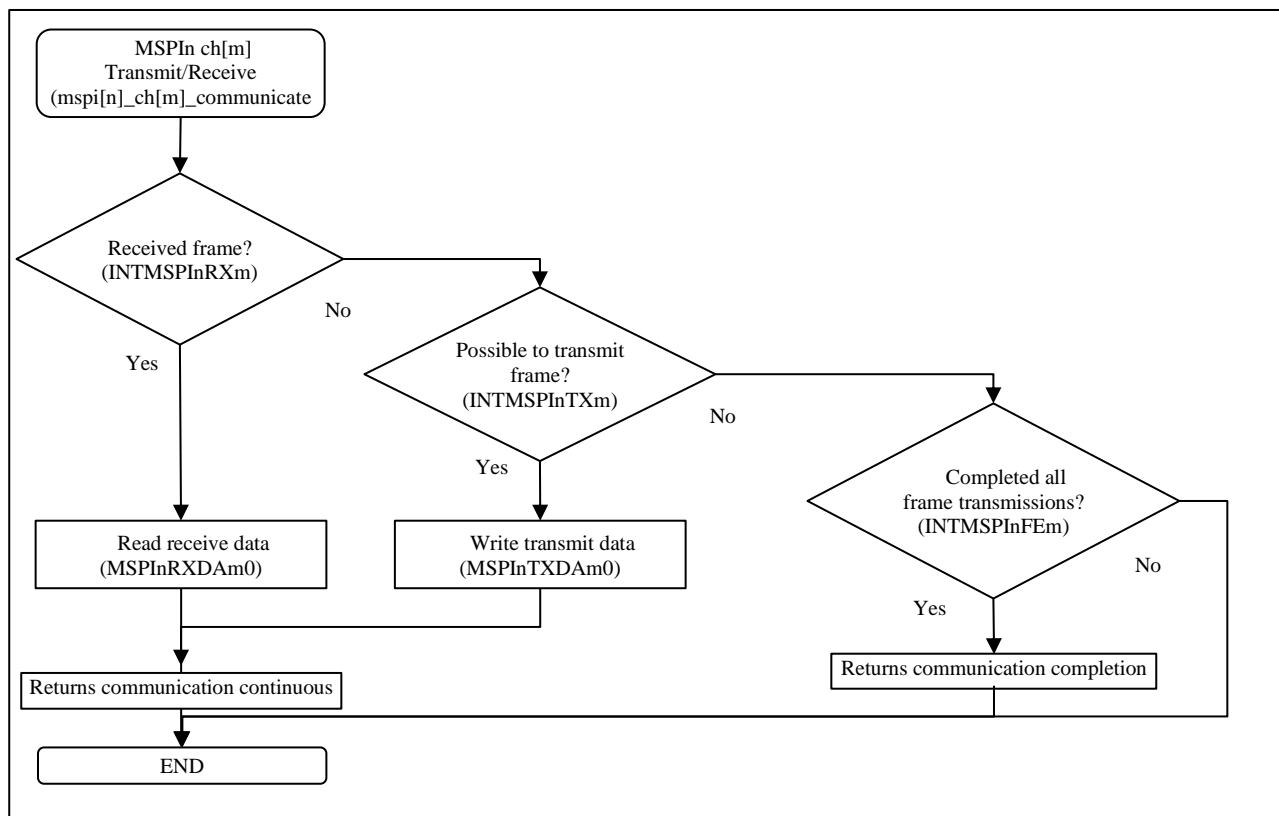 MSPIn ch[m]
Transmit/Receive
(mspi[n]_ch[m]_communicate
Received frame?
(INTMSPInRXm)
No
Yes
Possible to transmit
frame?
(INTMSPInTXm)
No
Yes
Completed all
frame transmissions?
(INTMSPInFEm)
No
Yes
Read receive data
(MSPInRXDAm0)
Write transmit data
(MSPInTXDAm0)
Returns communication continuous
Returns communication completion
END